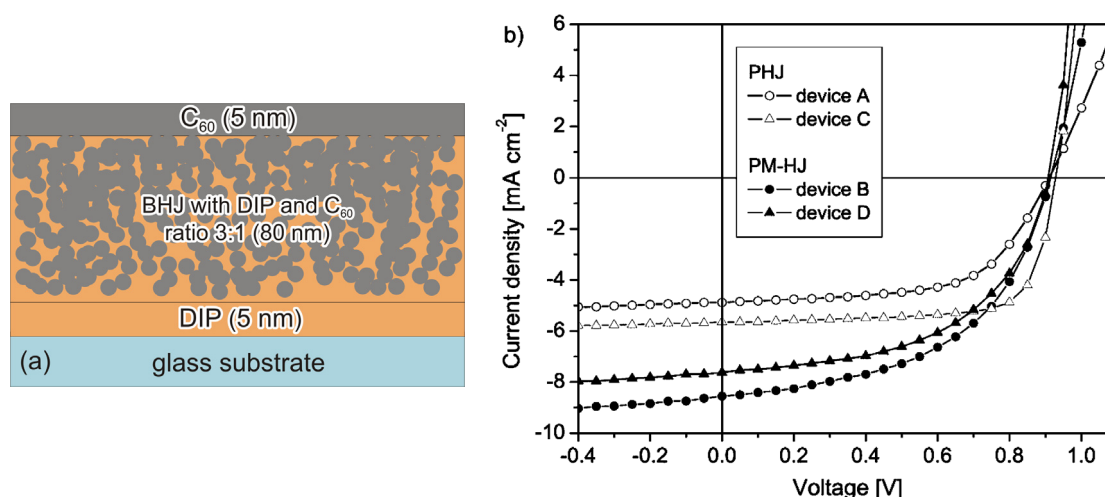 C60 (5 nm)
BHJ with DIP and C60
ratio 3:1 (80 nm)
DIP (5 nm)
(a)
glass substrate
b)
6
4
2
0
-2
-4
-6
-8
-10
Current density [mA cm-2]
PHJ
device A
device C
PM-HJ
device B
device D
-0.4 -0.2 0.0 0.2 0.4 0.6 0.8 1.0
Voltage [V]